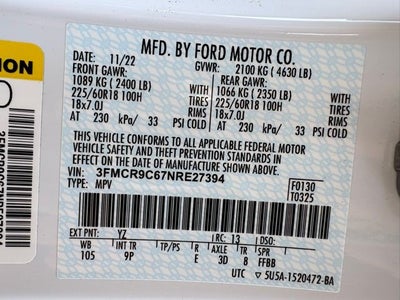 MFD. BY FORD MOTOR CO.
11/22 GVWR: 2100 KG ( 4630 LB)
FRONT GAWR: REAR GAWR:
1089 KG ( 2400 LB) WITH 1066 KG ( 2350 LB) WITH
225/60R18 100H TIRES 225/60R18 100H TIRES
18x7.0J RIMS 18x7.0J RIMS
AT 230 kPa/ 33 PSI COLD AT 230 kPa/ 33 PSI COLD
THIS VEHICLE CONFORMS TO ALL APPLICABLE FEDERAL MOTOR
VEHICLE SAFETY AND THEFT PREVENTION STANDARDS IN EFFECT
ON THE DATE OF MANUFACTURE SHOWN ABOVE.
VIN: 3FMCR9C67NRE27394
TYPE: MPV
F0130
T0325
EXT PNT: YZ RC: 13 DSO:
WB INT TR TP/PS R AXLE TR SPR
105 9P E 3D 8 FFBB
UTC ▽ 5U5A-1520472-BA